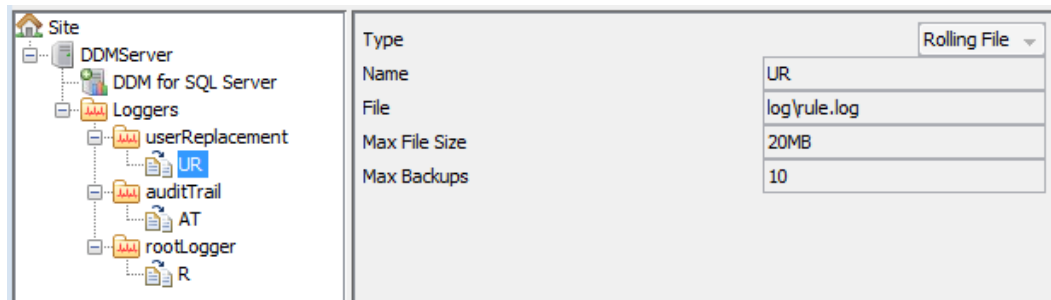 Site
DDMServer
DDM for SQL Server
Loggers
userReplacement
UR
auditTrail
AT
rootLogger
R
Type Rolling File
Name UR
File log\rule.log
Max File Size 20MB
Max Backups 10